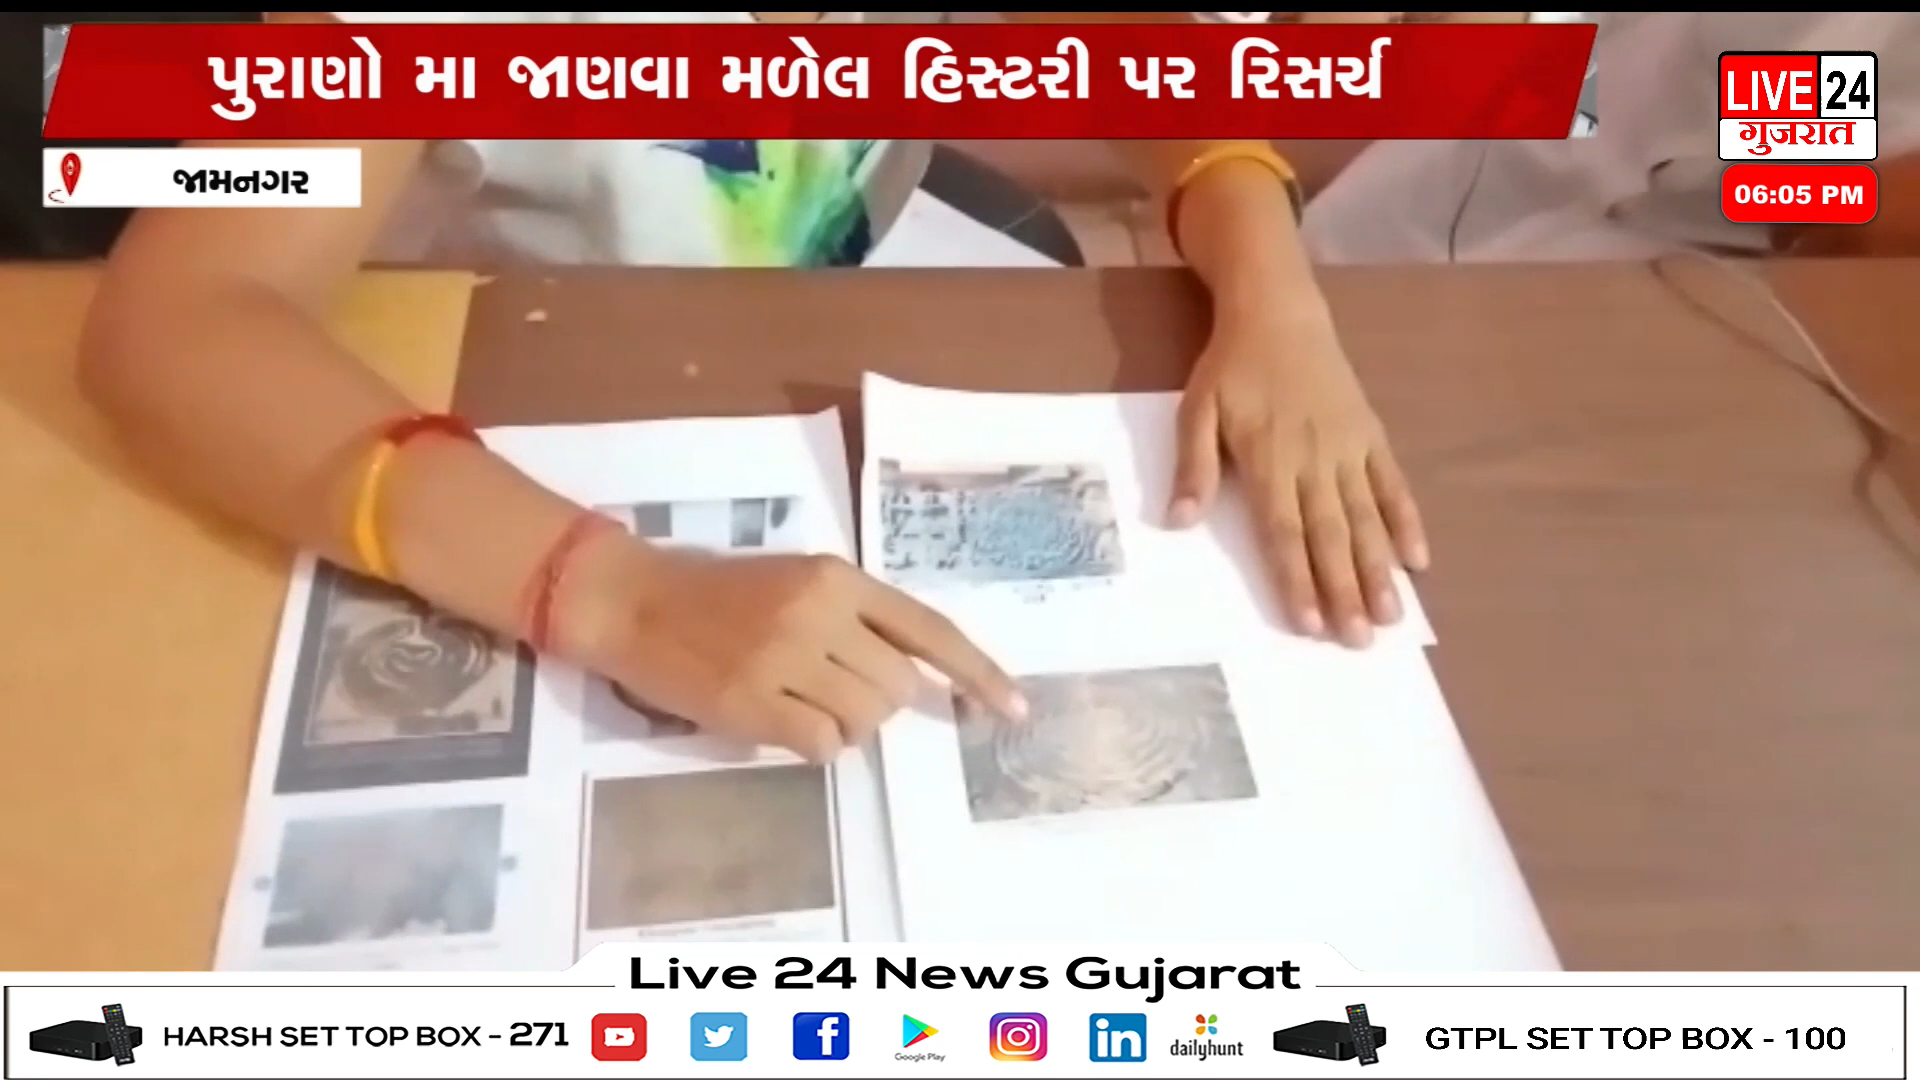 પુરાણો મા જાણવા મળેલ હિસ્ટરી પર રિસર્ચ
LIVE 24
गुजरात
જામનગર
06:05 PM
Live 24 News Gujarat
HARSH SET TOP BOX - 271
Google Play
dailyhunt
GTPL SET TOP BOX - 100